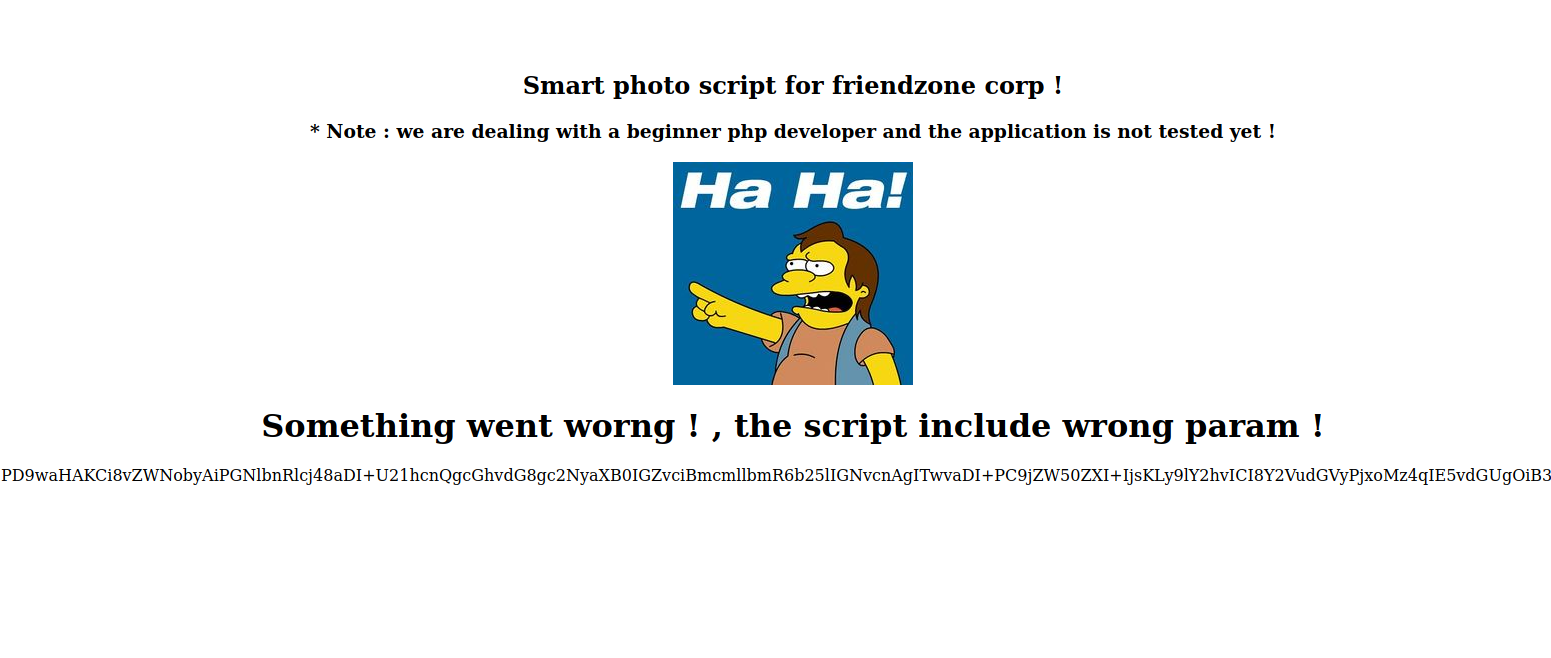 Smart photo script for friendzone corp !
* Note : we are dealing with a beginner php developer and the application is not tested yet !
Ha Ha!
Something went worng ! , the script include wrong param !
PD9waHAKCi8vZWNobyAiPGNlbnRlcj48aDI+U21hcnQgcGhvdG8gc2NyaXB0IGZvciBmcmllbmR6b25lIGNvcnAgITwvaDI+PC9jZW50ZXI+IjsKLy9lY2hvICI8Y2VudGVyPjxoMz4qIE5vdGUgOiB3